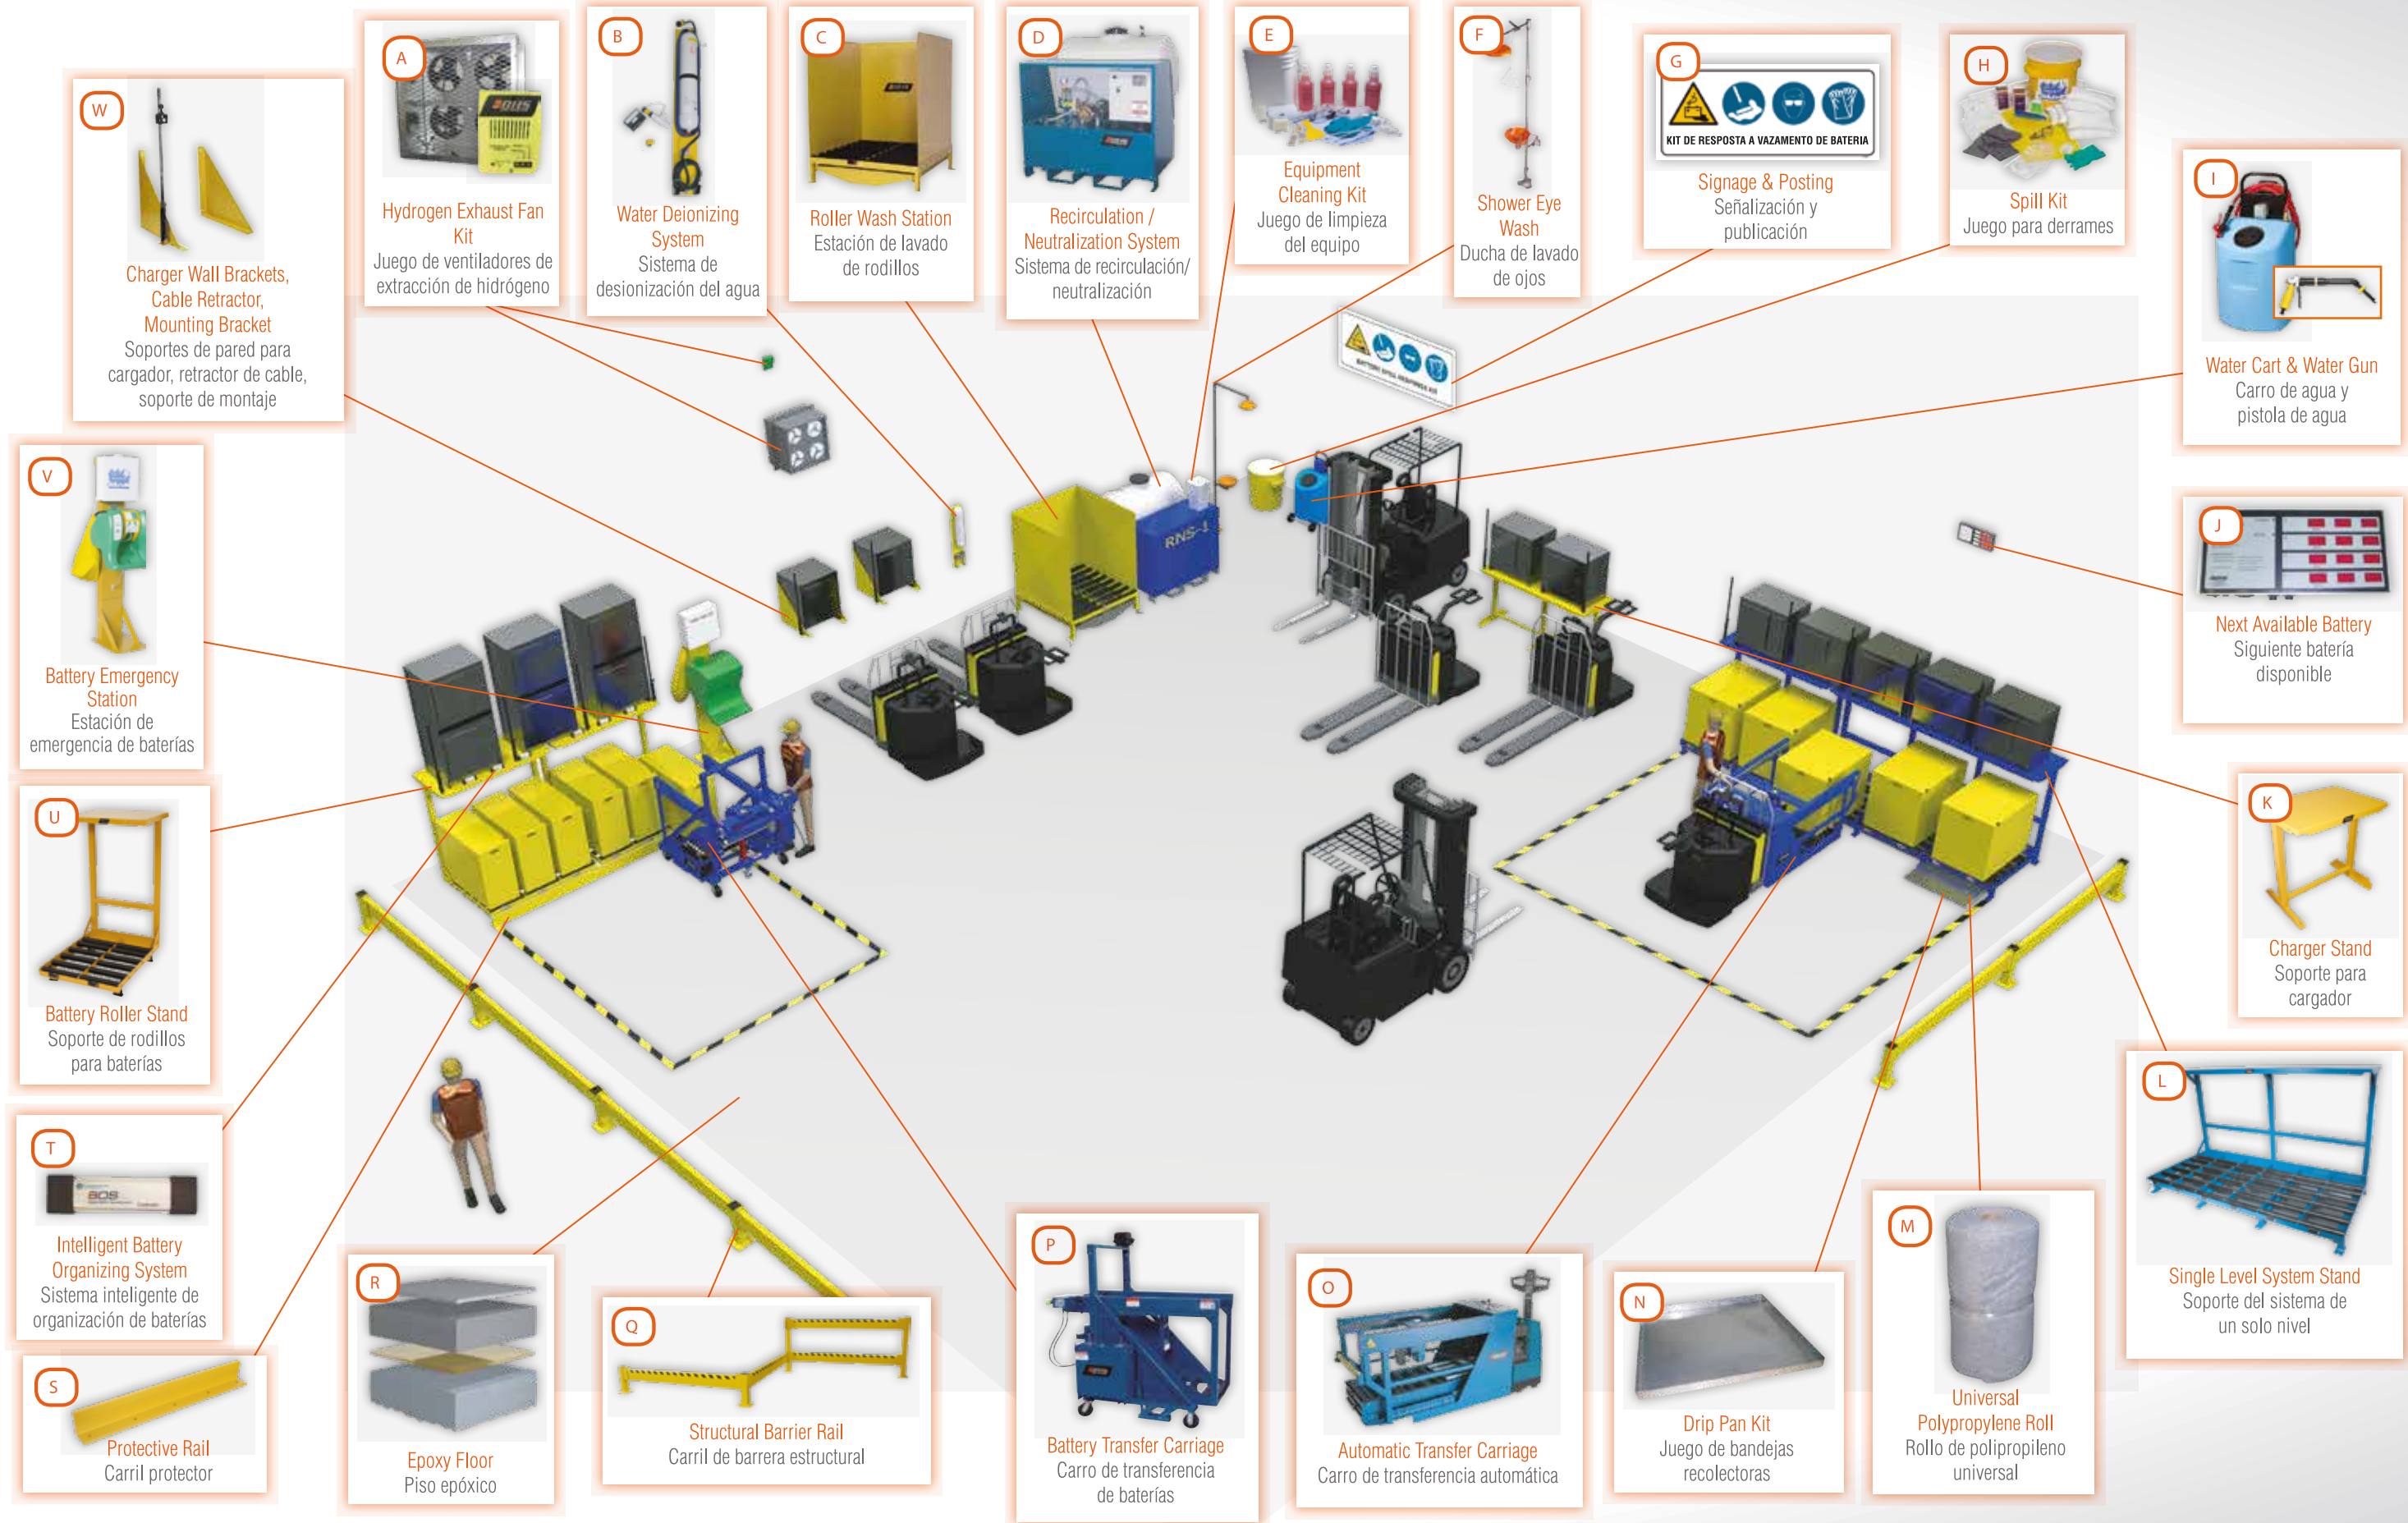 A
Hydrogen Exhaust Fan
Kit
Juego de ventiladores de
extracción de hidrógeno
B
Water Deionizing
System
Sistema de
desionización del agua
C
Roller Wash Station
Estación de lavado
de rodillos
D
Recirculation /
Neutralization System
Sistema de recirculación/
neutralización
E
Equipment
Cleaning Kit
Juego de limpieza
del equipo
F
Shower Eye
Wash
Ducha de lavado
de ojos
G
KIT DE RESPOSTA A VAZAMENTO DE BATERIA
Signage & Posting
Señalización y
publicación
H
Spill Kit
Juego para derrames
I
Water Cart & Water Gun
Carro de agua y
pistola de agua
J
Next Available Battery
Siguiente batería
disponible
K
Charger Stand
Soporte para
cargador
L
Single Level System Stand
Soporte del sistema de
un solo nivel
M
Universal
Polypropylene Roll
Rollo de polipropileno
universal
N
Drip Pan Kit
Juego de bandejas
recolectoras
O
Automatic Transfer Carriage
Carro de transferencia automática
P
Battery Transfer Carriage
Carro de transferencia
de baterías
Q
Structural Barrier Rail
Carril de barrera estructural
R
Epoxy Floor
Piso epóxico
S
Protective Rail
Carril protector
T
BOS
Intelligent Battery
Organizing System
Sistema inteligente de
organización de baterías
U
Battery Roller Stand
Soporte de rodillos
para baterías
V
Battery Emergency
Station
Estación de
emergencia de baterías
W
Charger Wall Brackets,
Cable Retractor,
Mounting Bracket
Soportes de pared para
cargador, retractor de cable,
soporte de montaje
BATTERY SPILL RESPONSE KIT
RNS-1